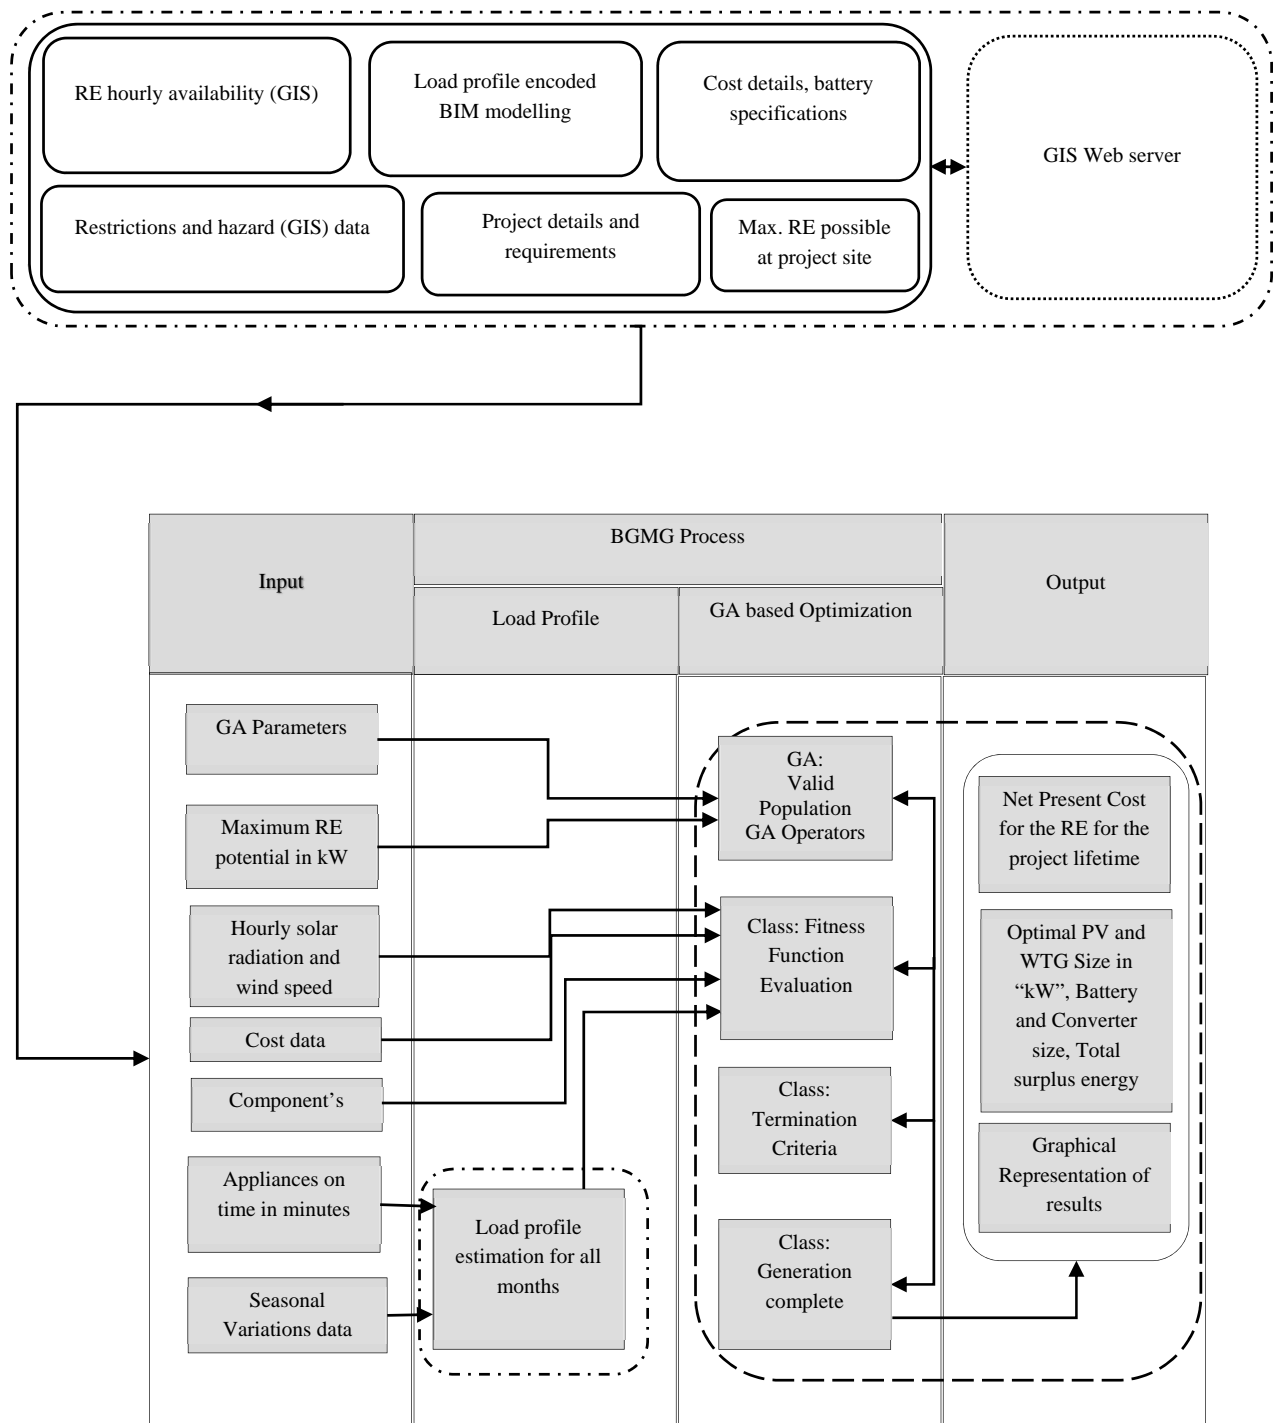 RE hourly availability (GIS)
Load profile encoded
BIM modelling
Cost details, battery
specifications
GIS Web server
Restrictions and hazard (GIS) data
Project details and
requirements
Max. RE possible
at project site
Input
BGMG Process
Output
Load Profile
GA based Optimization
GA Parameters
Maximum RE
potential in kW
Hourly solar
radiation and
wind speed
Cost data
Component's
Appliances on
time in minutes
Seasonal
Variations data
Load profile
estimation for all
months
GA:
Valid
Population
GA Operators
Class: Fitness
Function
Evaluation
Class:
Termination
Criteria
Class:
Generation
complete
Net Present Cost
for the RE for the
project lifetime
Optimal PV and
WTG Size in
“kW”, Battery
and Converter
size, Total
surplus energy
Graphical
Representation of
results